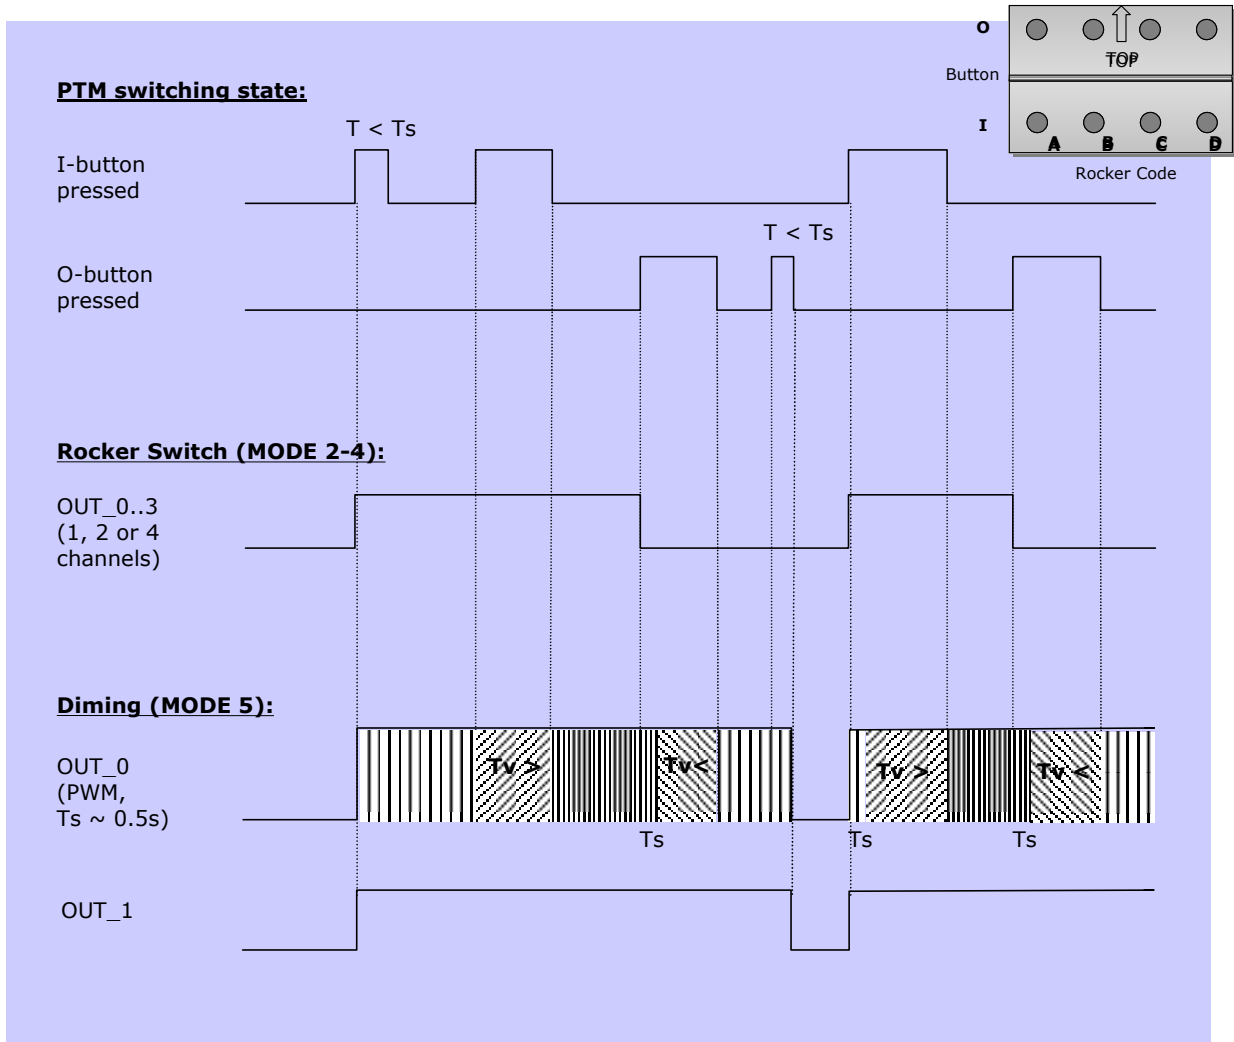 O
TOP
Button
I
A B C D
Rocker Code
PTM switching state:
T < Ts
I-button
pressed
T < Ts
O-button
pressed
Rocker Switch (MODE 2-4):
OUT_0..3
(1, 2 or 4
channels)
Diming (MODE 5):
OUT_0
(PWM,
Ts ~ 0.5s)
Tv > Tv< Tv > Tv <
Ts Ts Ts
OUT_1